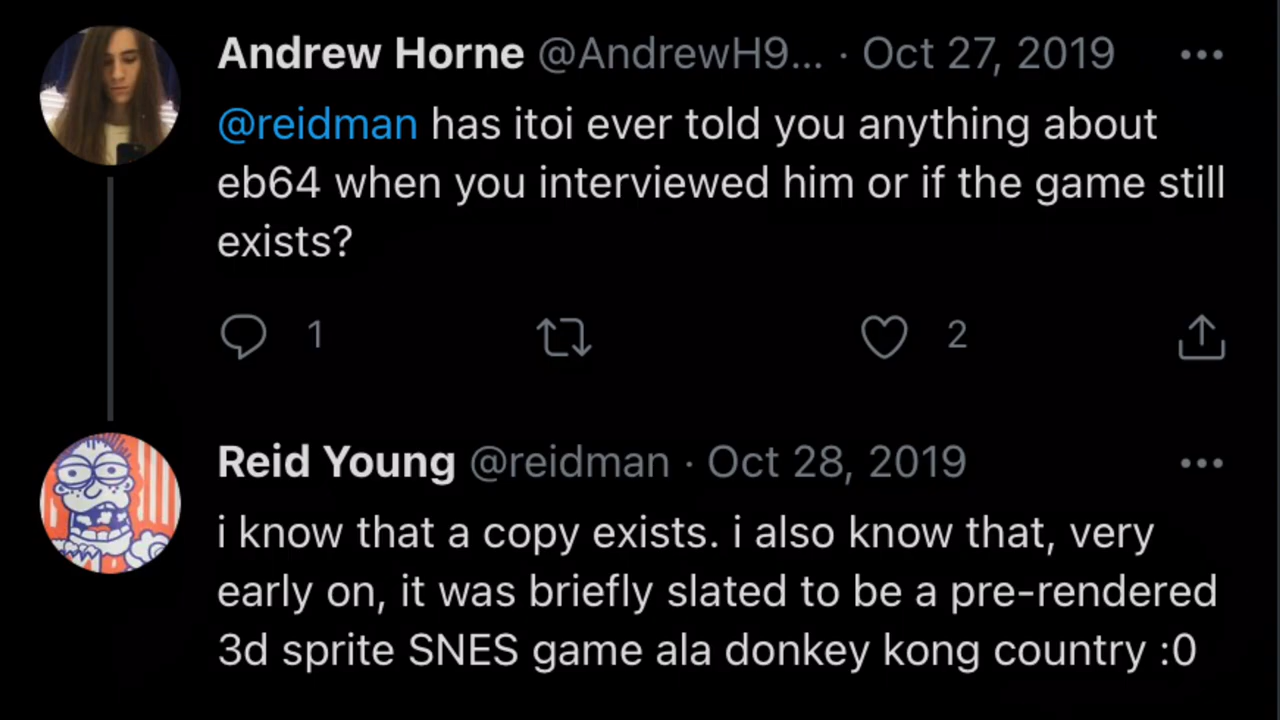 Andrew Horne @AndrewH9... · Oct 27, 2019
@reidman has itoi ever told you anything about
eb64 when you interviewed him or if the game still
exists?
1 2
Reid Young @reidman · Oct 28, 2019
i know that a copy exists. i also know that, very
early on, it was briefly slated to be a pre-rendered
3d sprite SNES game ala donkey kong country :0